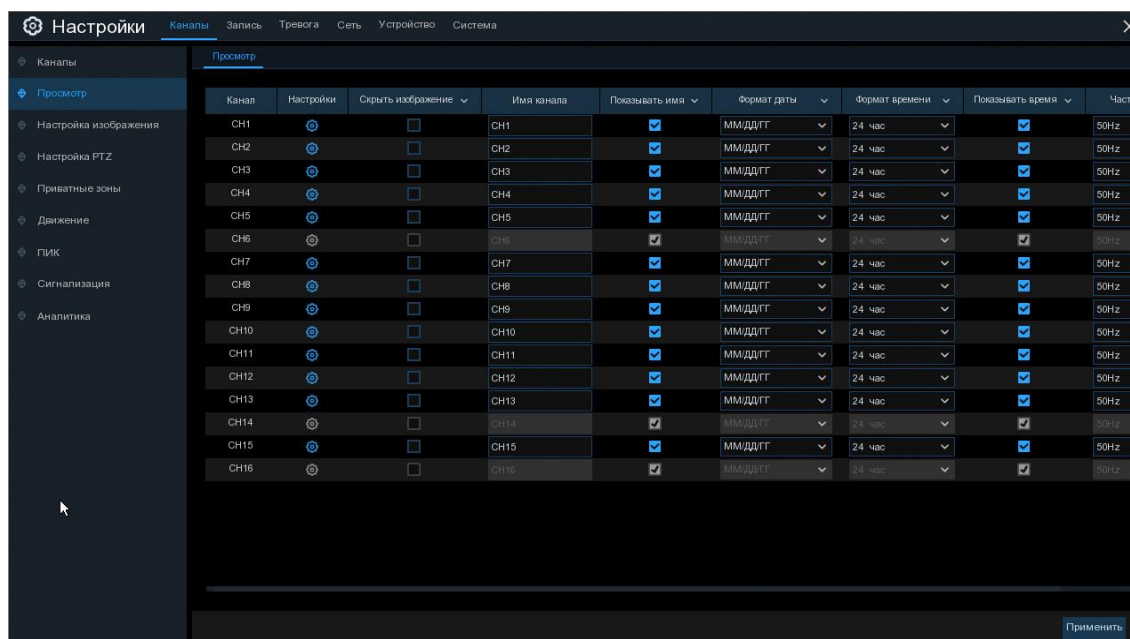 Настройки Каналы Запись Тревога Сеть Устройство Система
Каналы
Просмотр
Настройка изображения
Настройка PTZ
Приватные зоны
Движение
ПИК
Сигнализация
Аналитика
Просмотр
Канал Настройки Скрыть изображение Имя канала Показывать имя Формат даты Формат времени Показывать время Част
CH1 CH1 ММ/ДД/ГГ 24 час 50Hz
CH2 CH2 ММ/ДД/ГГ 24 час 50Hz
CH3 CH3 ММ/ДД/ГГ 24 час 50Hz
CH4 CH4 ММ/ДД/ГГ 24 час 50Hz
CH5 CH5 ММ/ДД/ГГ 24 час 50Hz
CH6 CH6 ММ/ДД/ГГ 24 час 50Hz
CH7 CH7 ММ/ДД/ГГ 24 час 50Hz
CH8 CH8 ММ/ДД/ГГ 24 час 50Hz
CH9 CH9 ММ/ДД/ГГ 24 час 50Hz
CH10 CH10 ММ/ДД/ГГ 24 час 50Hz
CH11 CH11 ММ/ДД/ГГ 24 час 50Hz
CH12 CH12 ММ/ДД/ГГ 24 час 50Hz
CH13 CH13 ММ/ДД/ГГ 24 час 50Hz
CH14 CH14 ММ/ДД/ГГ 24 час 50Hz
CH15 CH15 ММ/ДД/ГГ 24 час 50Hz
CH16 CH16 ММ/ДД/ГГ 24 час 50Hz
Применить